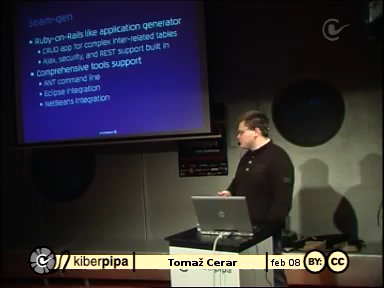 Seem-gen
Ruby-on-Rails like application generator
CRUD app for complex inter-related tables
Ajax, security, and REST support built in
Comprehensive tools support
ANT command line
Eclipse integration
NetBeans integration
kiberpipa
Tomaž Cerar
feb 08
BY:
CC